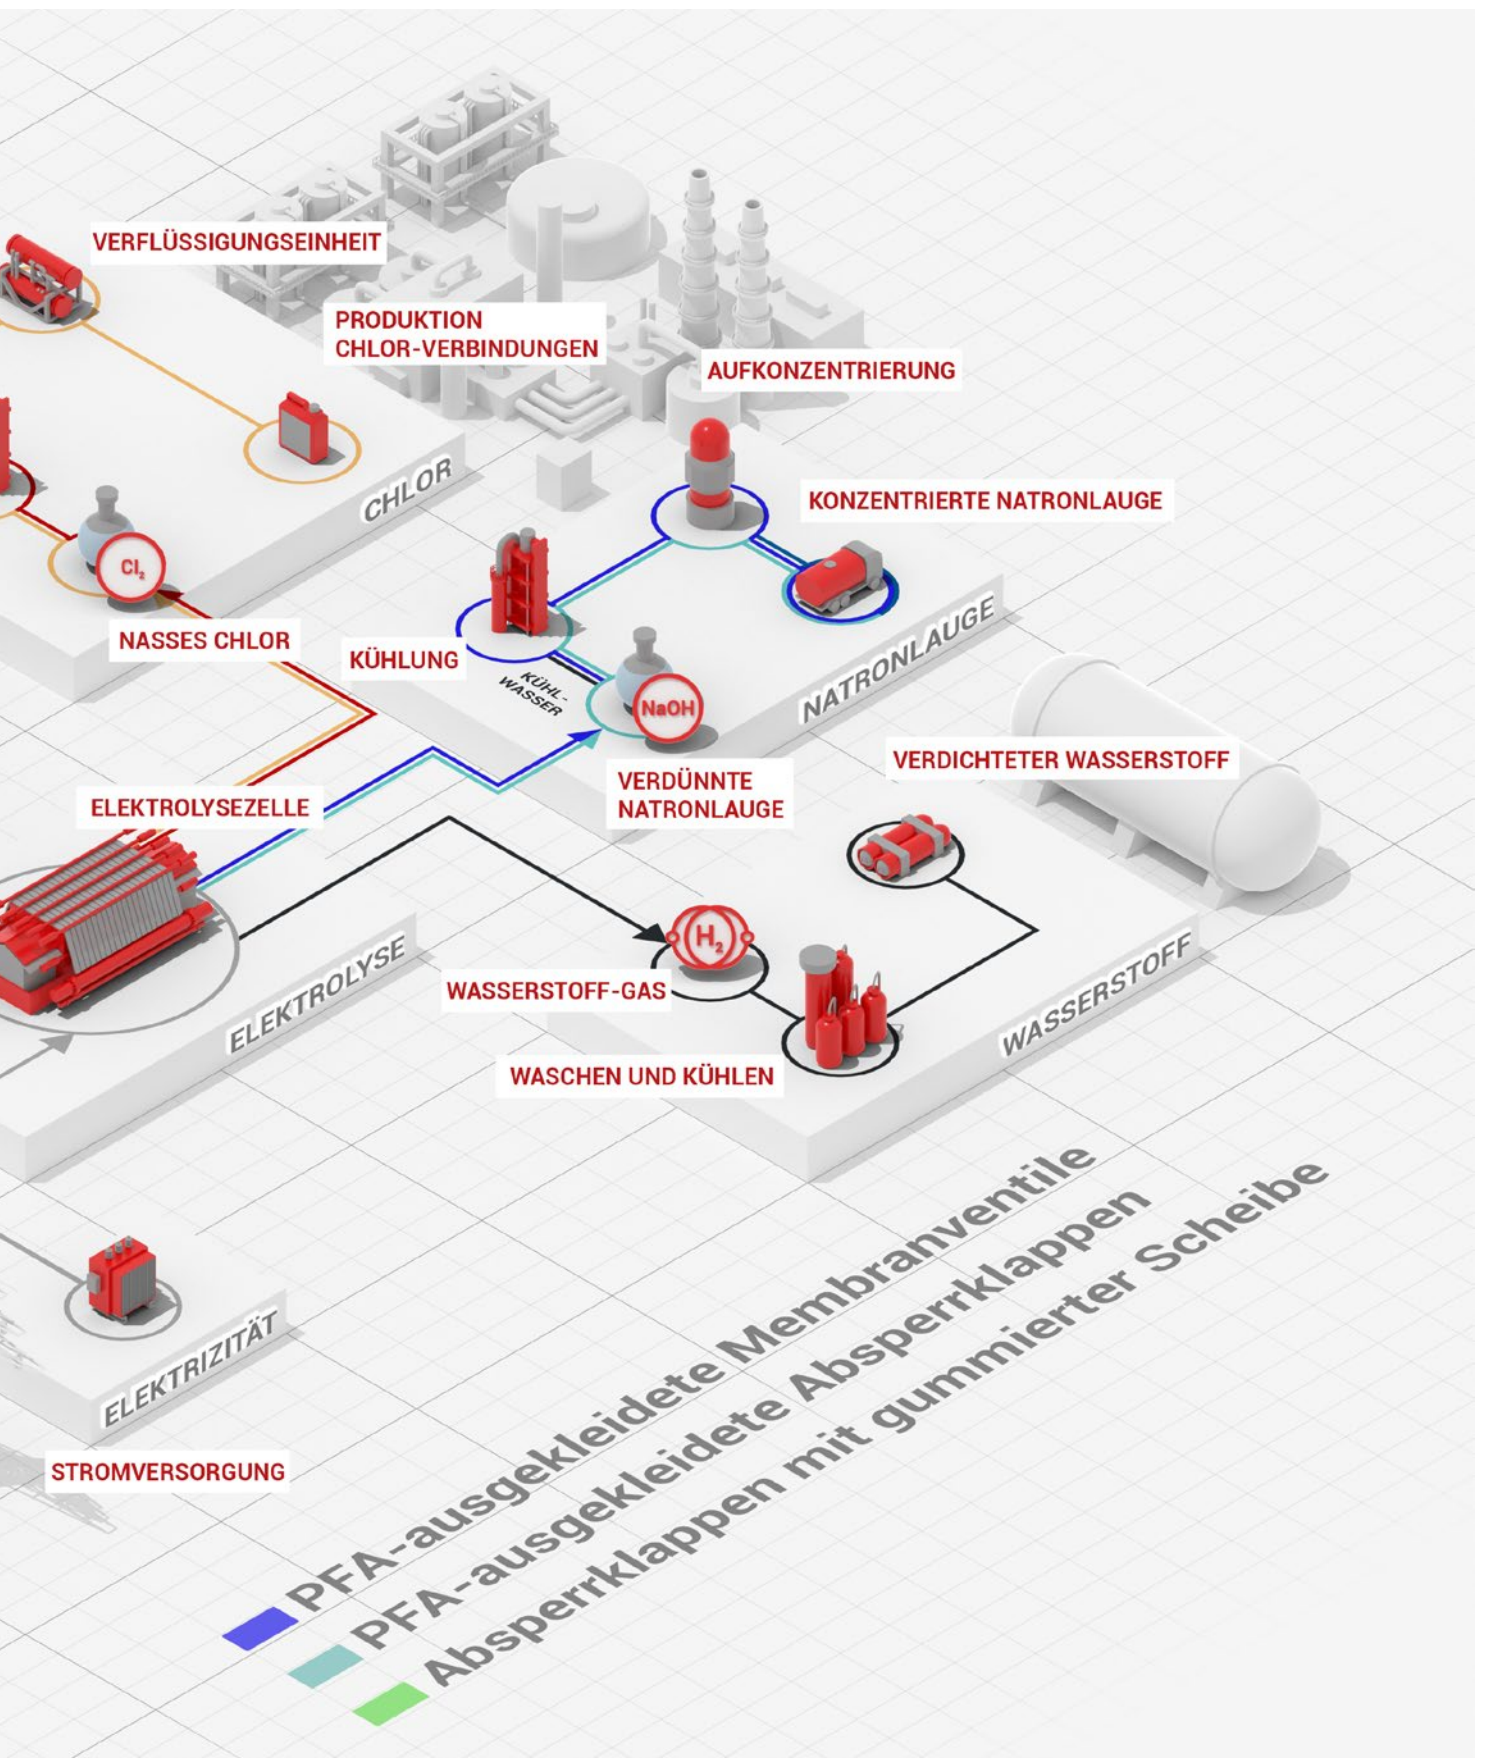 VERFLÜSSIGUNGSEINHEIT
PRODUKTION
CHLOR-VERBINDUNGEN
AUFKONZENTRIERUNG
CHLOR
KONZENTRIERTE NATRONLAUGE
Cl₂
NASSES CHLOR
KÜHLUNG
KÜHL-
WASSER
NaOH
NATRONLAUGE
VERDÜNNTE
NATRONLAUGE
VERDICHTETER WASSERSTOFF
ELEKTROLYSEZELLE
H₂
WASSERSTOFF-GAS
ELEKTROLYSE
WASSERSTOFF
WASCHEN UND KÜHLEN
ELEKTRIZITÄT
STROMVERSORGUNG
PFA-ausgekleidete Membranventile
PFA-ausgekleidete Absperrklappen
Absperrklappen mit gummierter Scheibe